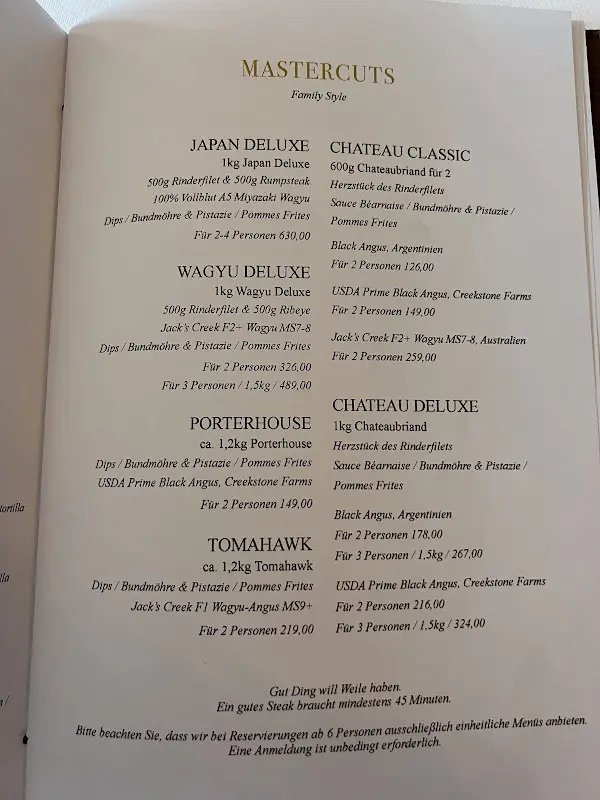 MASTERCUTS
Family Style
JAPAN DELUXE
1kg Japan Deluxe
500g Rinderfilet & 500g Rumpsteak
100% Vollblut A5 Miyazaki Wagyu
Dips / Bundmöhre & Pistazie / Pommes Frites
Für 2-4 Personen 630,00
WAGYU DELUXE
1kg Wagyu Deluxe
500g Rinderfilet & 500g Ribeye
Jack's Creek F2+ Wagyu MS7-8
Dips / Bundmöhre & Pistazie / Pommes Frites
Für 2 Personen 326,00
Für 3 Personen / 1,5kg / 489,00
PORTERHOUSE
ca. 1,2kg Porterhouse
Dips / Bundmöhre & Pistazie / Pommes Frites
USDA Prime Black Angus, Creekstone Farms
Für 2 Personen 149,00
TOMAHAWK
ca. 1,2kg Tomahawk
Dips / Bundmöhre & Pistazie / Pommes Frites
Jack's Creek F1 Wagyu-Angus MS9+
Für 2 Personen 219,00
CHATEAU CLASSIC
600g Chateaubriand für 2
Herzstück des Rinderfilets
Sauce Béarnaise / Bundmöhre & Pistazie /
Pommes Frites
Black Angus, Argentinien
Für 2 Personen 126,00
USDA Prime Black Angus, Creekstone Farms
Für 2 Personen 149,00
Jack's Creek F2+ Wagyu MS7-8, Australien
Für 2 Personen 259,00
CHATEAU DELUXE
1kg Chateaubriand
Herzstück des Rinderfilets
Sauce Béarnaise / Bundmöhre & Pistazie /
Pommes Frites
Black Angus, Argentinien
Für 2 Personen 178,00
Für 3 Personen / 1,5kg / 267,00
USDA Prime Black Angus, Creekstone Farms
Für 2 Personen 216,00
Für 3 Personen / 1,5kg / 324,00
Gut Ding will Weile haben.
Ein gutes Steak braucht mindestens 45 Minuten.
Bitte beachten Sie, dass wir bei Reservierungen ab 6 Personen ausschließlich einheitliche Menüs anbieten.
Eine Anmeldung ist unbedingt erforderlich.